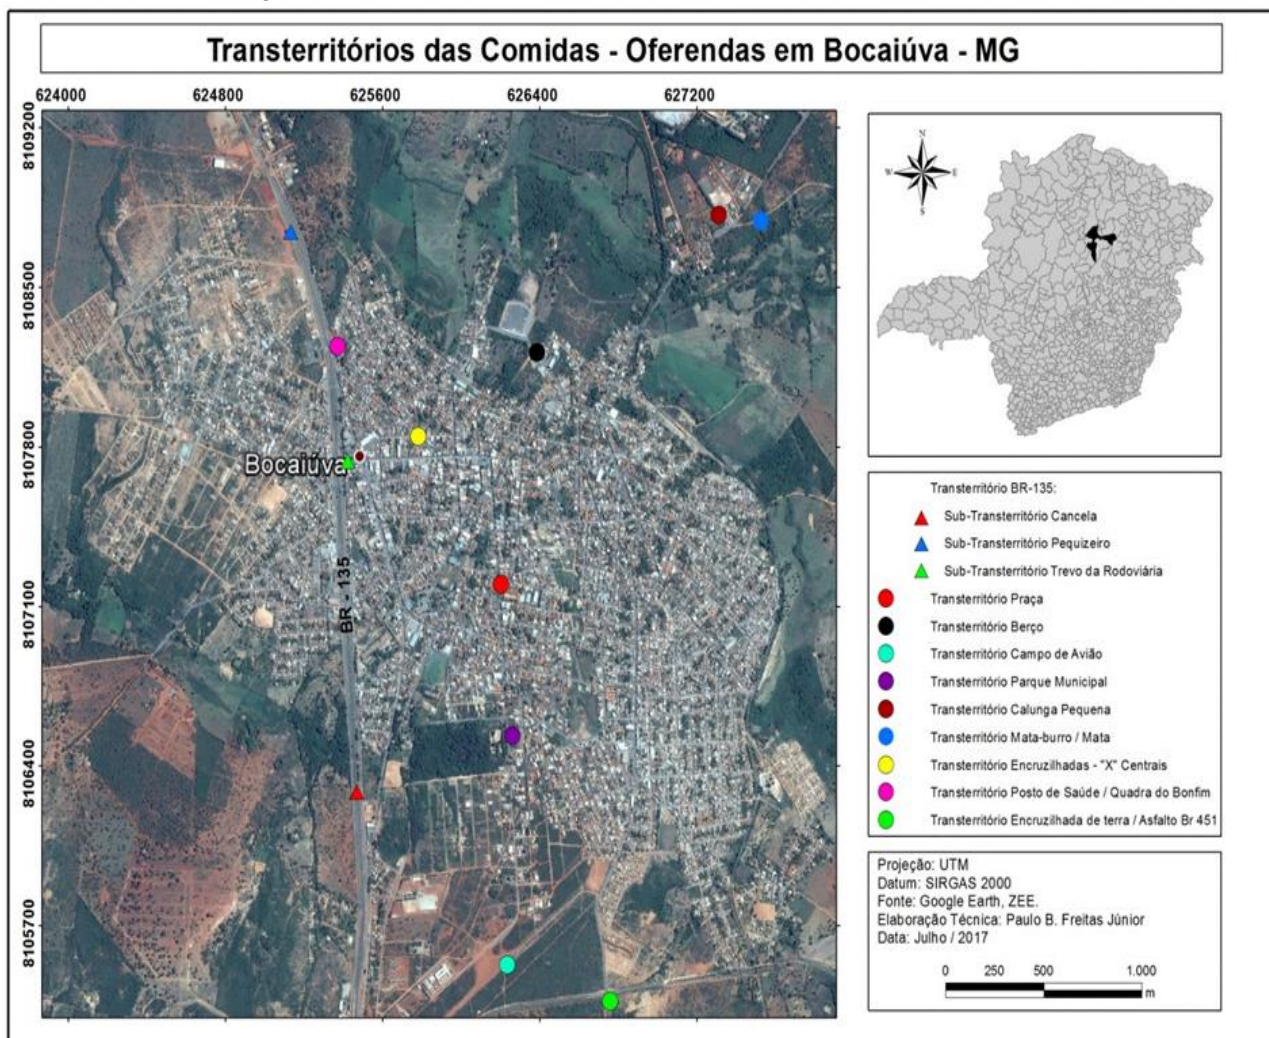 Transterritórios das Comidas - Oferendas em Bocaiúva - MG
624000 624800 625600 626400 627200
8109200
8108500
8107800
8107100
8106400
8105700
Bocaiúva
BR - 135
N
W E
S
Transterritório BR-135:
Sub-Transterritório Cancela
Sub-Transterritório Pequizeiro
Sub-Transterritório Trevo da Rodoviária
Transterritório Praça
Transterritório Berço
Transterritório Campo de Avião
Transterritório Parque Municipal
Transterritório Calunga Pequena
Transterritório Mata-burro / Mata
Transterritório Encruzilhadas - "X" Centrais
Transterritório Posto de Saúde / Quadra do Bonfim
Transterritório Encruzilhada de terra / Asfalto Br 451
Projeção: UTM
Datum: SIRGAS 2000
Fonte: Google Earth, ZEE.
Elaboração Técnica: Paulo B. Freitas Júnior
Data: Julho / 2017
0 250 500 1.000
m